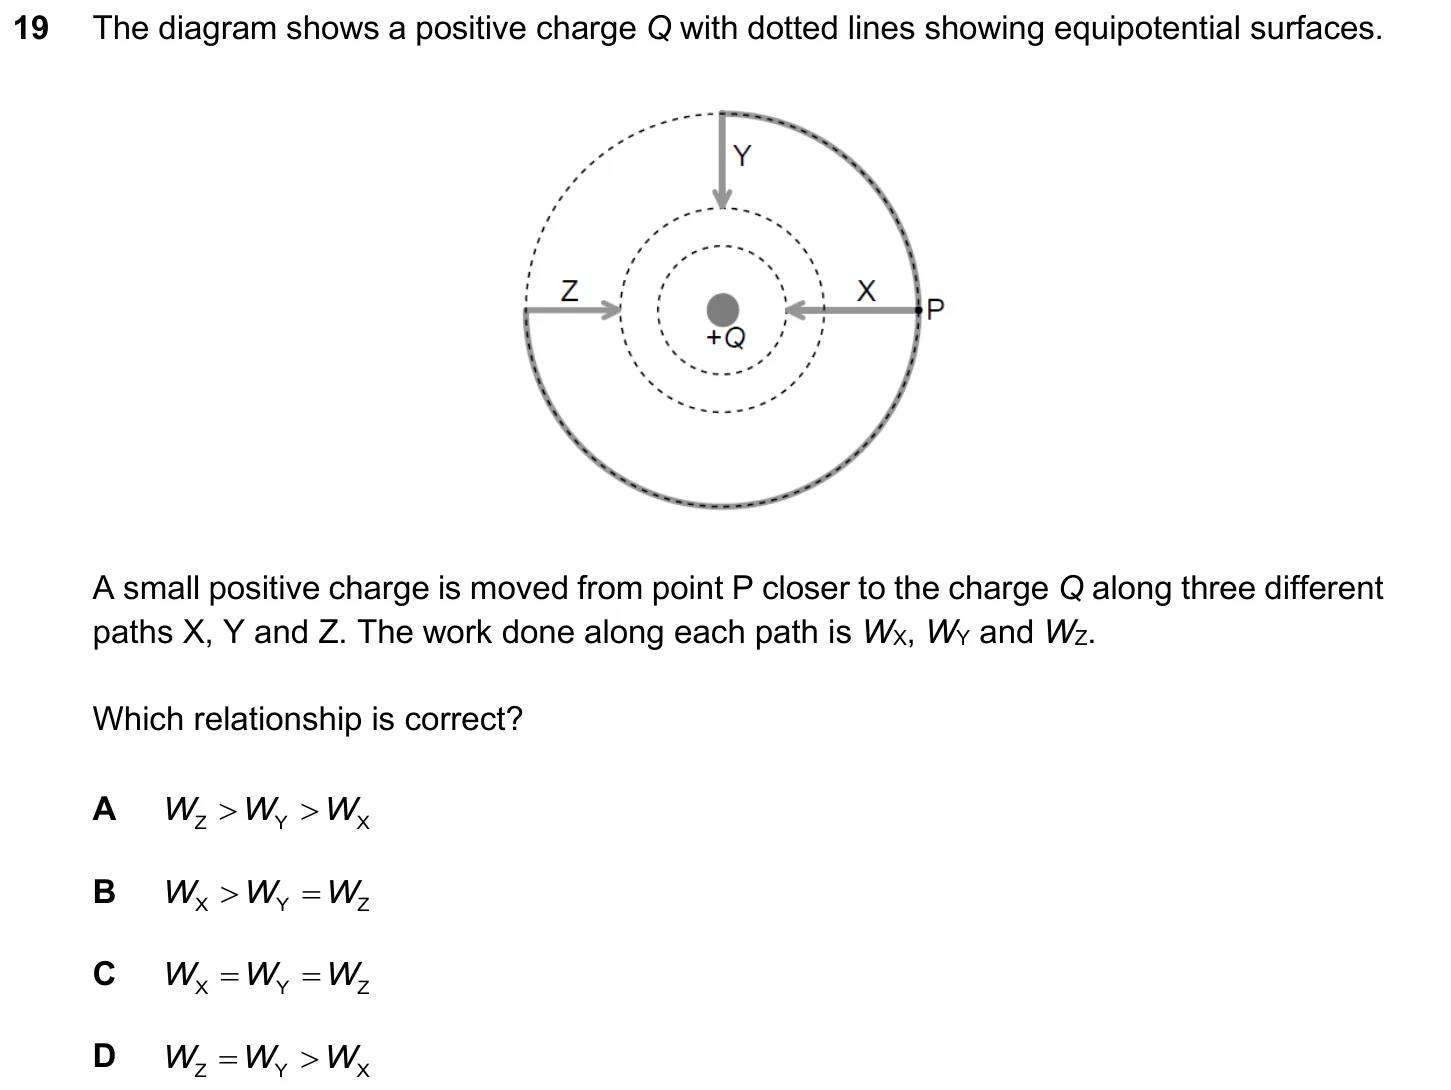 19 The diagram shows a positive charge Q with dotted lines showing equipotential surfaces.
Y
Z
X
P
+Q
A small positive charge is moved from point P closer to the charge Q along three different
paths X, Y and Z. The work done along each path is WX, WY and WZ.
Which relationship is correct?
A WZ > WY > WX
B WX > WY = WZ
C WX = WY = WZ
D WZ = WY > WX